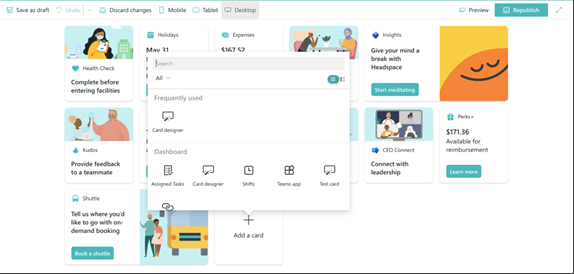 Save as draft
Undo
Discard changes
Mobile
Tablet
Desktop
Preview
Republish
Health Check
Complete before
entering facilities
Holidays
May 31
Expenses
$167.52
Insights
Give your mind a
break with
Headspace
Start meditating
Search
All
Frequently used
Card designer
Dashboard
Assigned Tasks
Card designer
Shifts
Teams app
Test card
Kudos
Provide feedback
to a teammate
CEO Connect
Connect with
leadership
Perks+
$171.36
Available for
reimbursement
Learn more
Shuttle
Tell us where you'd
like to go with on-
demand booking
Book a shuttle
Add a card